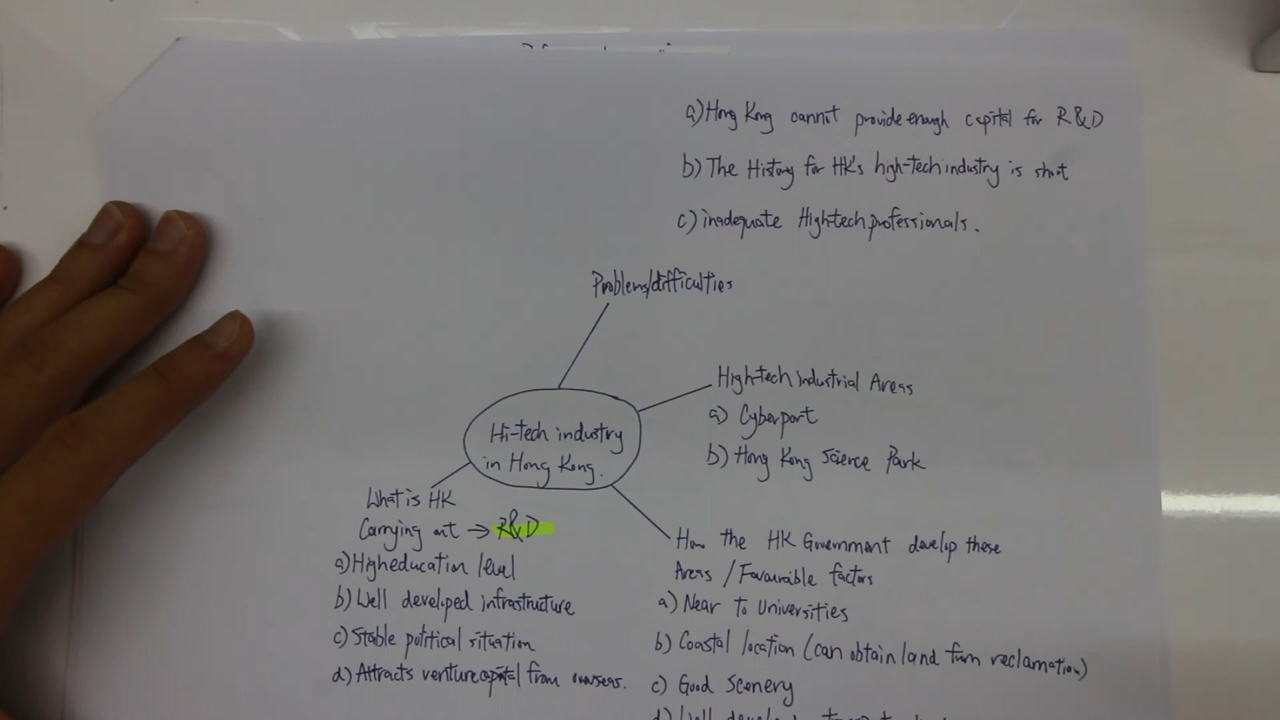 a) Hong Kong cannot provide enough capital for R&D
b) The History for HK's high-tech industry is short
c) inadequate High-tech professionals.
Problems/difficulties
High-tech industrial Areas
a) Cyberport
b) Hong Kong Science Park
Hi-tech industry
in Hong Kong.
What is HK
Carrying out → R&D
a) High education level
b) Well developed infrastructure
c) Stable political situation
d) Attracts venture capital from overseas.
How the HK Government develop these
Areas / Favourable factors
a) Near to Universities
b) Coastal location (can obtain land from reclamation)
c) Good Scenery
d) Well